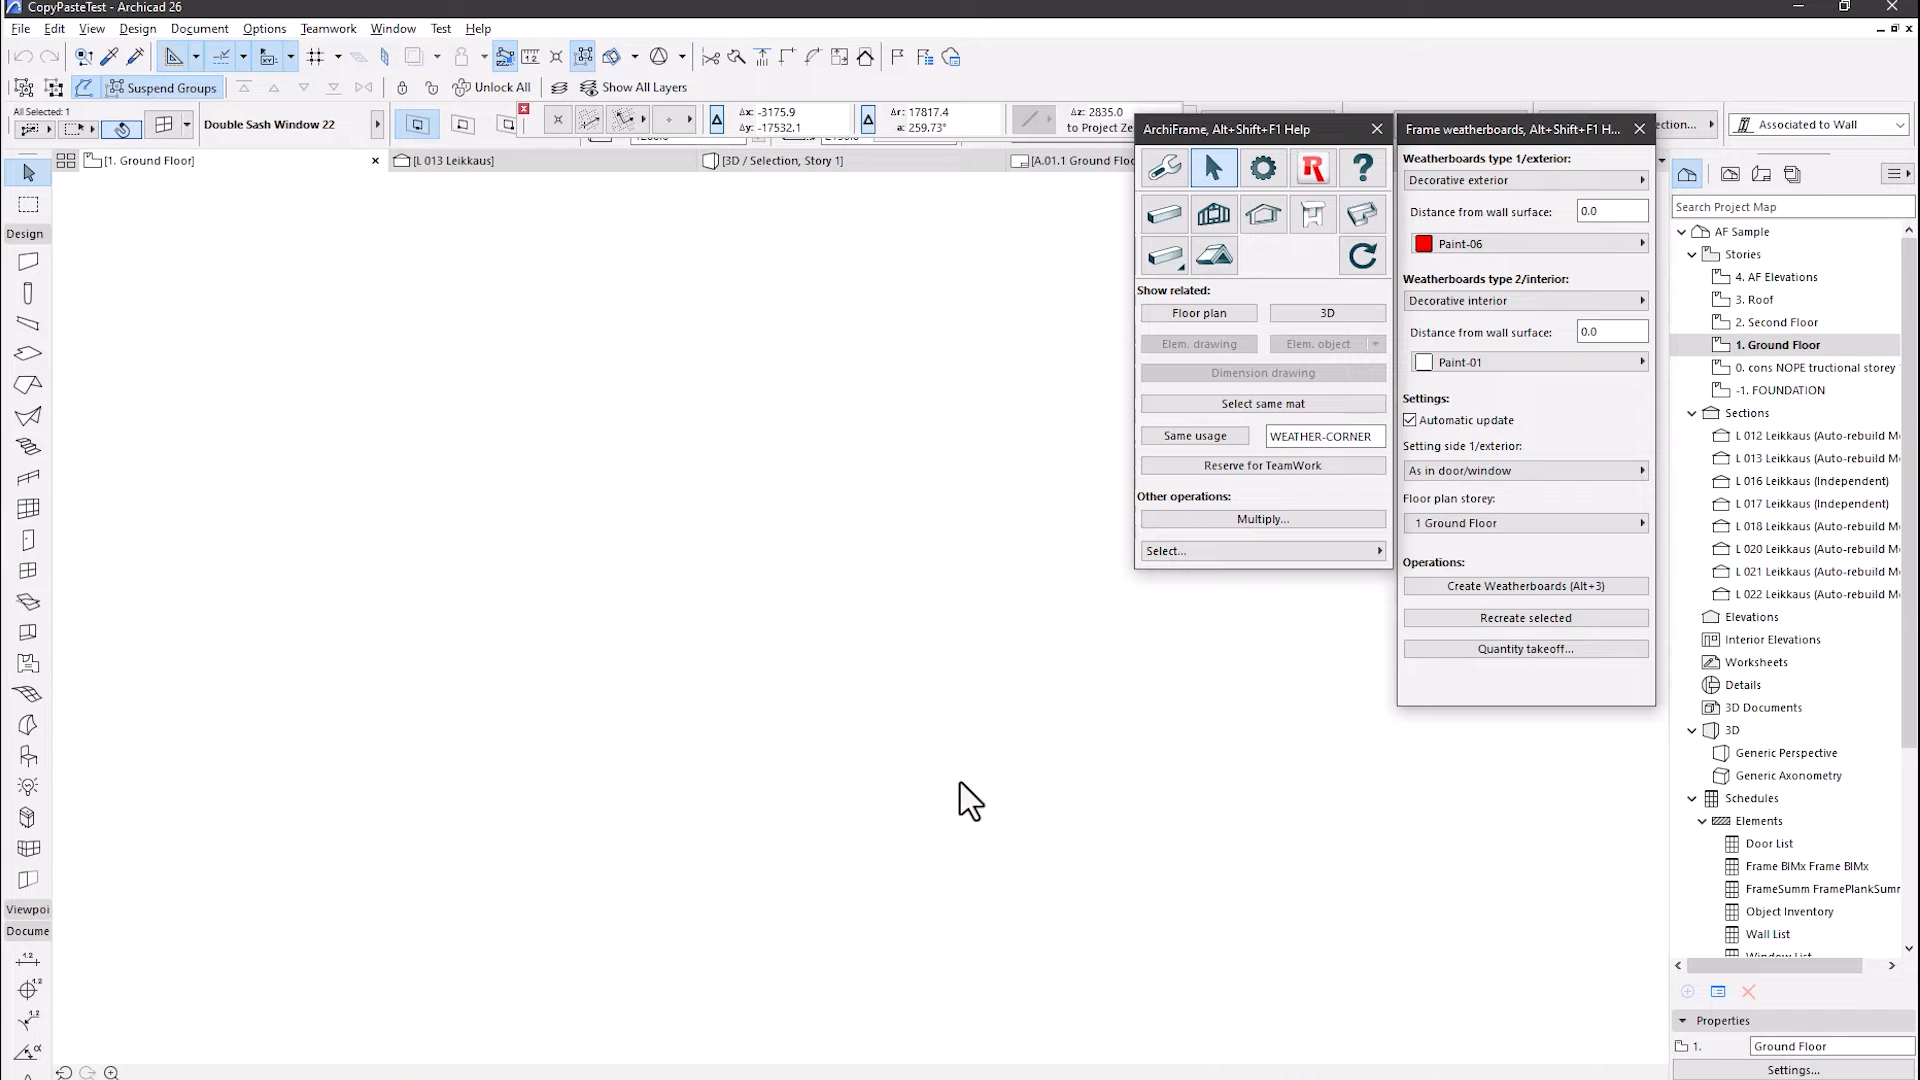 CopyPasteTest - Archicad 26
File Edit View Design Document Options Teamwork Window Test Help
Suspend Groups Unlock All Show All Layers
All Selected: 1
Double Sash Window 22
Δx: -3175.9
Δy: -17532.1
Δr: 17817.4
a: 259.73°
Δz: 2835.0
to Project Ze
ection...
Associated to Wall
[1. Ground Floor]
[L 013 Leikkaus]
[3D / Selection, Story 1]
[A.01.1 Ground Floo
Design
Viewpoi
Docume
ArchiFrame, Alt+Shift+F1 Help
Show related:
Floor plan 3D
Elem. drawing Elem. object
Dimension drawing
Select same mat
Same usage WEATHER-CORNER
Reserve for TeamWork
Other operations:
Multiply...
Select...
Frame weatherboards, Alt+Shift+F1 H...
Weatherboards type 1/exterior:
Decorative exterior
Distance from wall surface: 0.0
Paint-06
Weatherboards type 2/interior:
Decorative interior
Distance from wall surface: 0.0
Paint-01
Settings:
Automatic update
Setting side 1/exterior:
As in door/window
Floor plan storey:
1 Ground Floor
Operations:
Create Weatherboards (Alt+3)
Recreate selected
Quantity takeoff...
Search Project Map
AF Sample
Stories
4. AF Elevations
3. Roof
2. Second Floor
1. Ground Floor
0. cons NOPE tructional storey
-1. FOUNDATION
Sections
L 012 Leikkaus (Auto-rebuild M
L 013 Leikkaus (Auto-rebuild M
L 016 Leikkaus (Independent)
L 017 Leikkaus (Independent)
L 018 Leikkaus (Auto-rebuild M
L 020 Leikkaus (Auto-rebuild M
L 021 Leikkaus (Auto-rebuild M
L 022 Leikkaus (Auto-rebuild M
Elevations
Interior Elevations
Worksheets
Details
3D Documents
3D
Generic Perspective
Generic Axonometry
Schedules
Elements
Door List
Frame BIMx Frame BIMx
FrameSumm FramePlankSumr
Object Inventory
Wall List
Window List
Properties
1. Ground Floor
Settings...